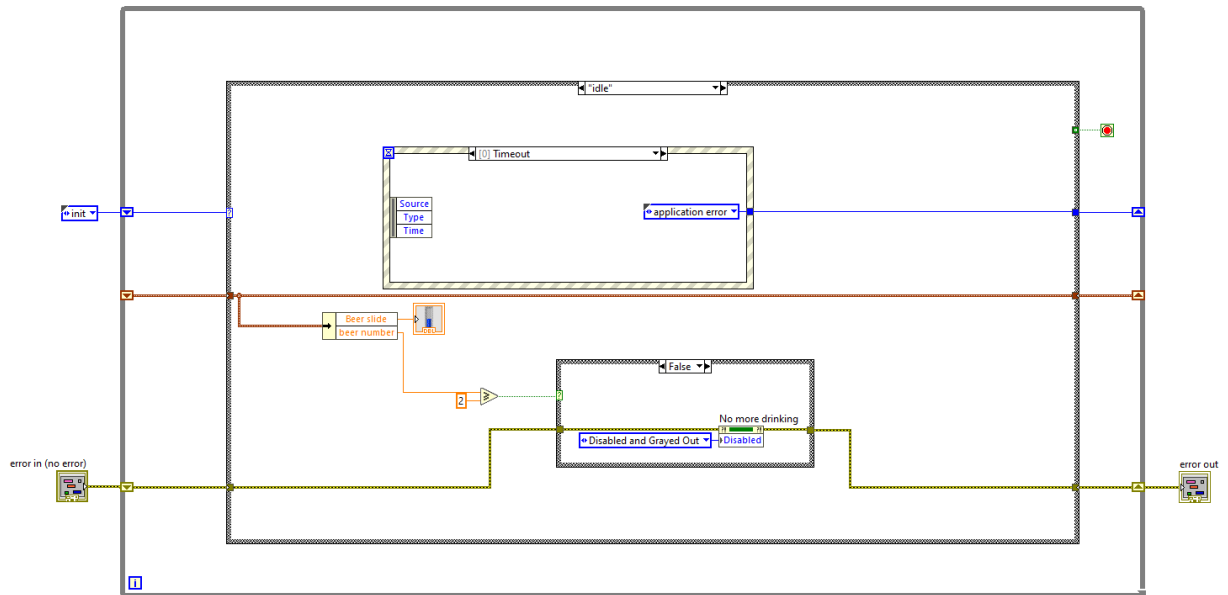 "idle"
[0] Timeout
init
Source
Type
Time
application error
Beer slide
beer number
DBL
False
2
No more drinking
Disabled and Grayed Out
Disabled
error in (no error)
error out
i